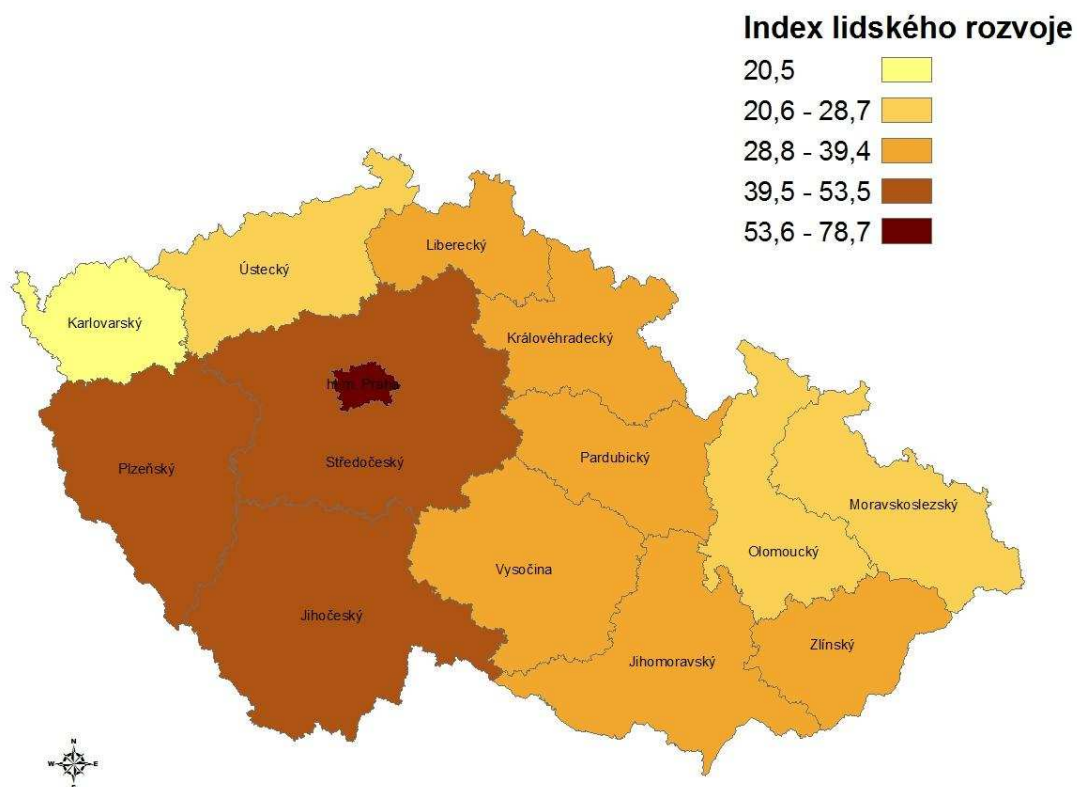 Index lidského rozvoje
20,5
20,6 - 28,7
28,8 - 39,4
39,5 - 53,5
53,6 - 78,7
Liberecký
Ústecký
Karlovarský
Královéhradecký
hl.m. Praha
Pardubický
Středočeský
Plzeňský
Moravskoslezský
Olomoucký
Vysočina
Jihočeský
Zlínský
Jihomoravský
N
W E